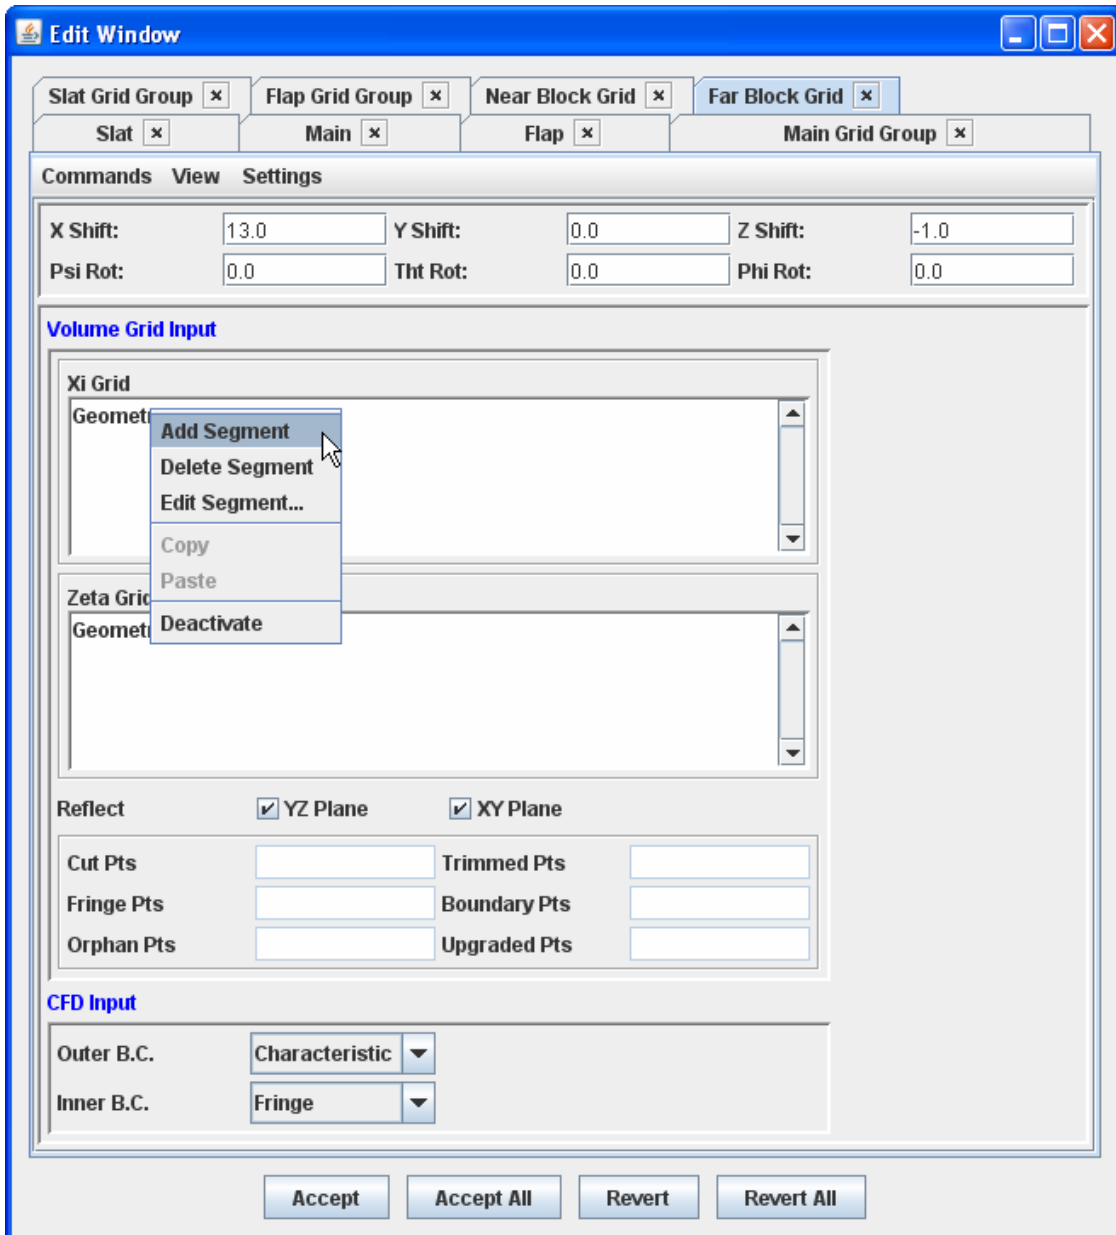 Edit Window
Slat Grid Group Flap Grid Group Near Block Grid Far Block Grid
Slat Main Flap Main Grid Group
Commands View Settings
X Shift: 13.0 Y Shift: 0.0 Z Shift: -1.0
Psi Rot: 0.0 Tht Rot: 0.0 Phi Rot: 0.0
Volume Grid Input
Xi Grid
Add Segment
Delete Segment
Edit Segment...
Copy
Paste
Zeta
Deactivate
Reflect YZ Plane XY Plane
Cut Pts Trimmed Pts
Fringe Pts Boundary Pts
Orphan Pts Upgraded Pts
CFD Input
Outer B.C. Characteristic
Inner B.C. Fringe
Accept Accept All Revert Revert All